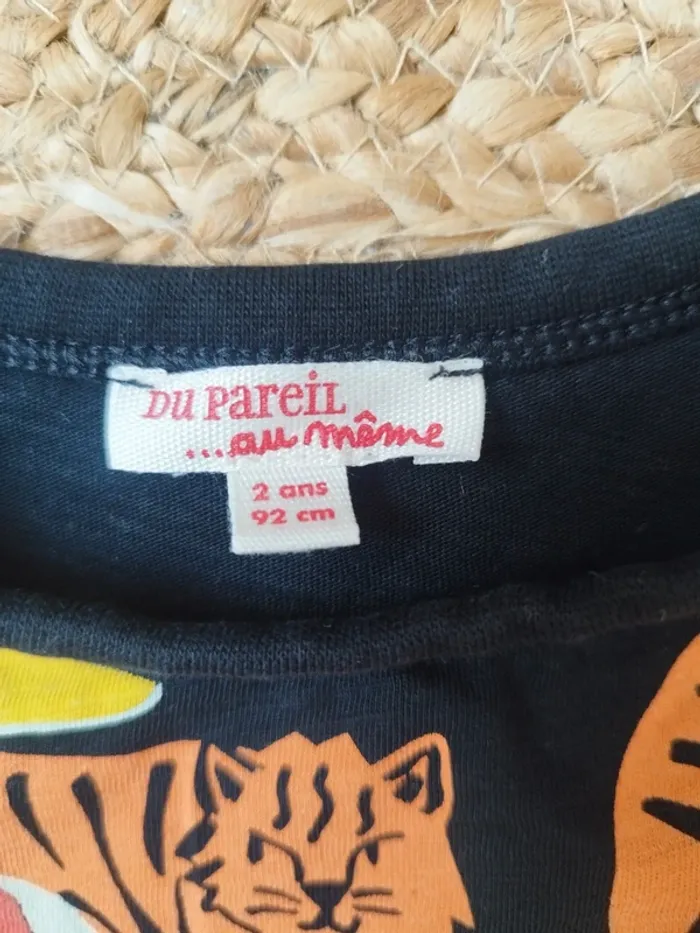 DU PAREIL
...au même
2 ans
92 cm